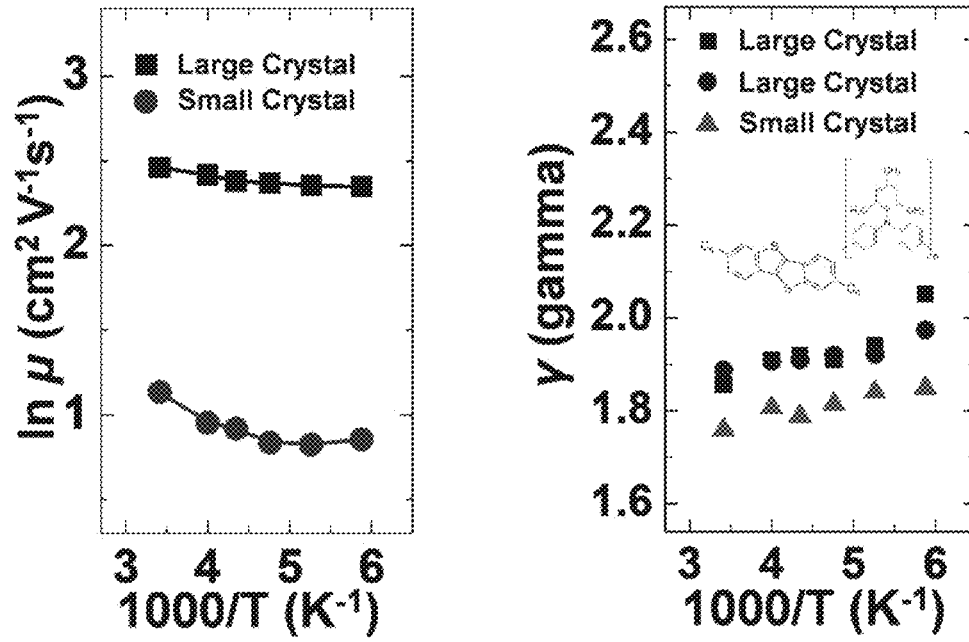 3
2
1
ln μ (cm² V⁻¹s⁻¹)
Large Crystal
Small Crystal
3 4 5 6
1000/T (K⁻¹)
2.6
2.4
2.2
2.0
1.8
1.6
γ (gamma)
Large Crystal
Large Crystal
Small Crystal
3 4 5 6
1000/T (K⁻¹)